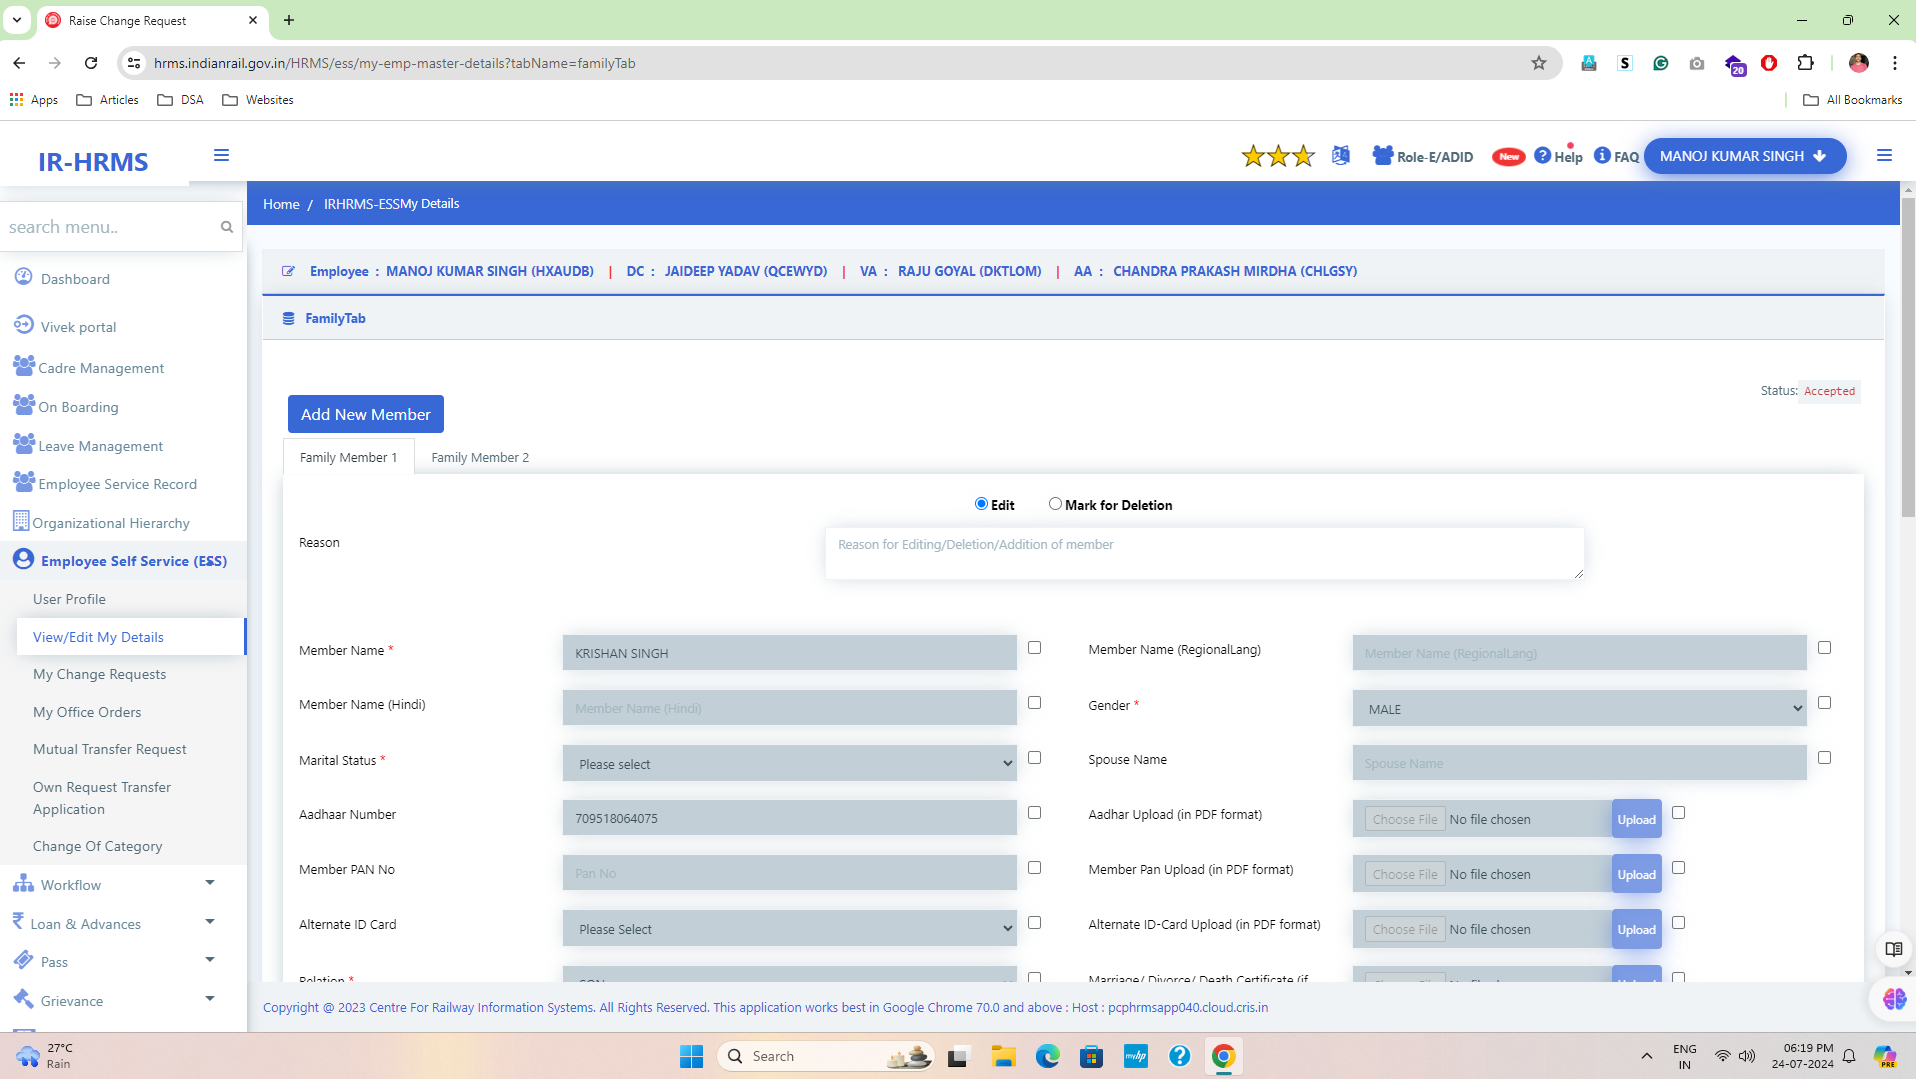 Raise Change Request
hrms.indianrail.gov.in/HRMS/ess/my-emp-master-details?tabName=familyTab
20
Apps
Articles
DSA
Websites
All Bookmarks
IR-HRMS
Role-E/ADID
New
Help
FAQ
MANOJ KUMAR SINGH
search menu..
Home / IRHRMS-ESSMy Details
Employee : MANOJ KUMAR SINGH (HXAUDB) | DC : JAIDEEP YADAV (QCEWYD) | VA : RAJU GOYAL (DKTLOM) | AA : CHANDRA PRAKASH MIRDHA (CHLGSY)
FamilyTab
Status: Accepted
Add New Member
Family Member 1
Family Member 2
Edit
Mark for Deletion
Reason
Reason for Editing/Deletion/Addition of member
Member Name *
KRISHAN SINGH
Member Name (RegionalLang)
Member Name (RegionalLang)
Member Name (Hindi)
Member Name (Hindi)
Gender *
MALE
Marital Status *
Please select
Spouse Name
Spouse Name
Aadhaar Number
709518064075
Aadhar Upload (in PDF format)
Choose File No file chosen
Upload
Member PAN No
Pan No
Member Pan Upload (in PDF format)
Choose File No file chosen
Upload
Alternate ID Card
Please Select
Alternate ID-Card Upload (in PDF format)
Choose File No file chosen
Upload
Relation *
SON
Marriage/ Divorce/ Death Certificate (if
Dashboard
Vivek portal
Cadre Management
On Boarding
Leave Management
Employee Service Record
Organizational Hierarchy
Employee Self Service (ESS)
User Profile
View/Edit My Details
My Change Requests
My Office Orders
Mutual Transfer Request
Own Request Transfer
Application
Change Of Category
Workflow
Loan & Advances
Pass
Grievance
Copyright @ 2023 Centre For Railway Information Systems. All Rights Reserved. This application works best in Google Chrome 70.0 and above : Host : pcphrmsapp040.cloud.cris.in
27°C
Rain
Search
myhp
ENG
IN
06:19 PM
24-07-2024
PRE